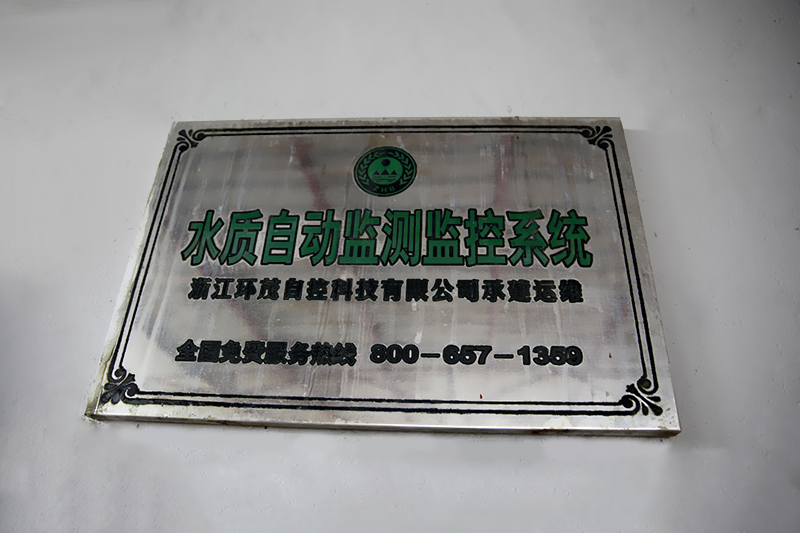 ZHB
水质自动监测监控系统
浙江环茂自控科技有限公司承建运维
全国免费服务热线 800-657-1359